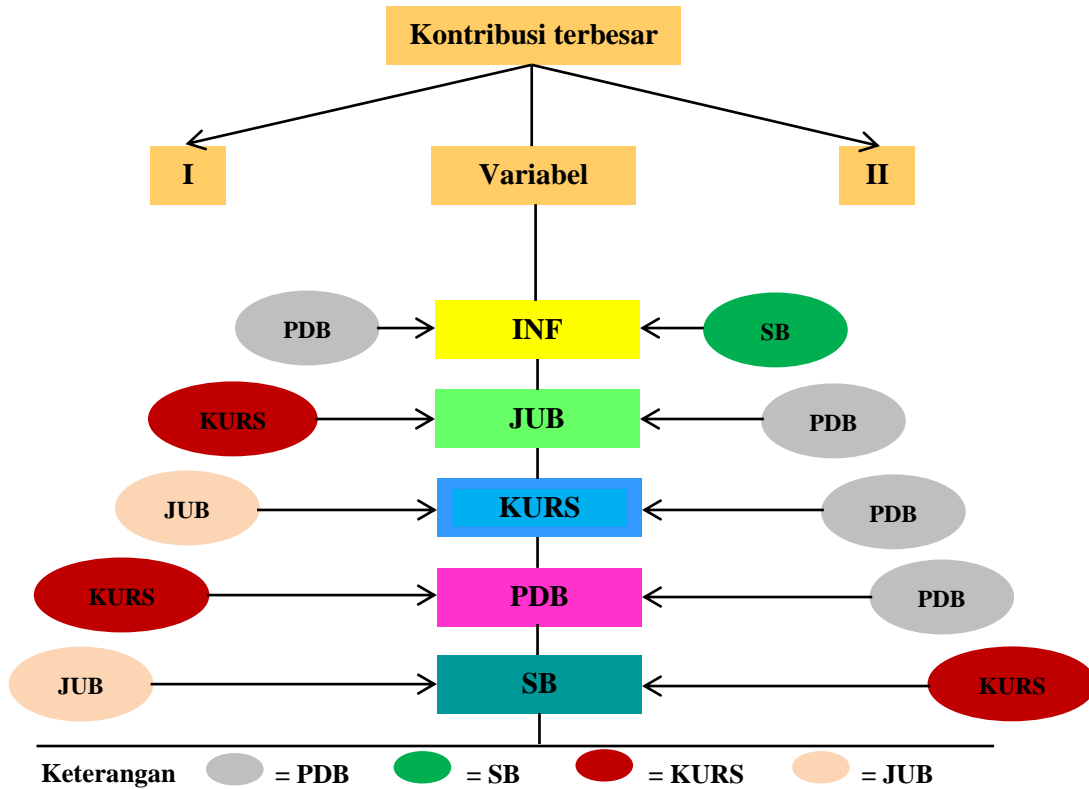 Kontribusi terbesar
I Variabel II
PDB INF SB
KURS JUB PDB
JUB KURS PDB
KURS PDB PDB
JUB SB KURS
Keterangan = PDB = SB = KURS = JUB